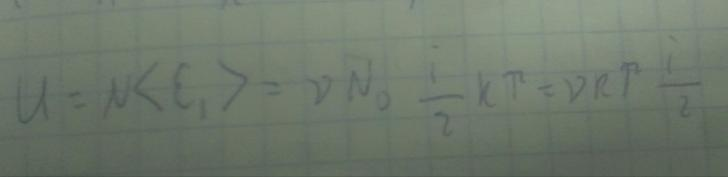 U = N<ε₁> = νN₀ i/2 kT = νRT i/2